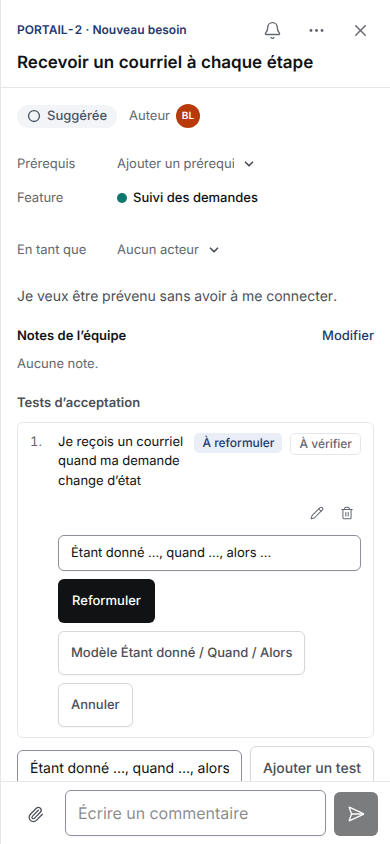 PORTAIL-2 · Nouveau besoin
Recevoir un courriel à chaque étape
Suggérée
Auteur BL
Prérequis
Ajouter un prérequi
Feature
Suivi des demandes
En tant que
Aucun acteur
Je veux être prévenu sans avoir à me connecter.
Notes de l’équipe
Modifier
Aucune note.
Tests d’acceptation
1. Je reçois un courriel
quand ma demande
change d’état
À reformuler
À vérifier
Étant donné ..., quand ..., alors ...
Reformuler
Modèle Étant donné / Quand / Alors
Annuler
Étant donné ..., quand ..., alors
Ajouter un test
Écrire un commentaire